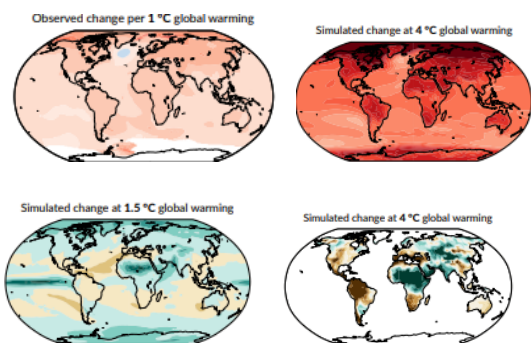 Observed change per 1 °C global warming
Simulated change at 4 °C global warming
Simulated change at 1.5 °C global warming
Simulated change at 4 °C global warming